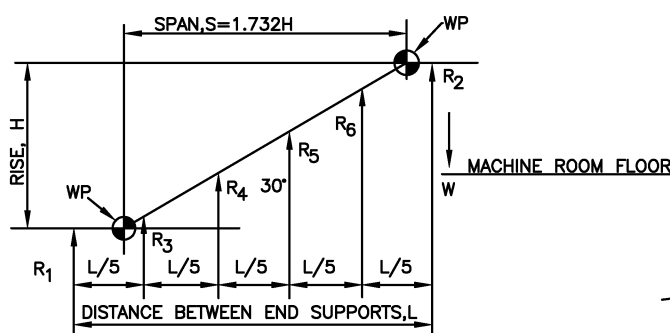 SPAN,S=1.732H
WP
R2
RISE, H
R6
R5
MACHINE ROOM FLOOR
WP
R4
30°
W
R3
R1
L/5
L/5
L/5
L/5
L/5
DISTANCE BETWEEN END SUPPORTS,L